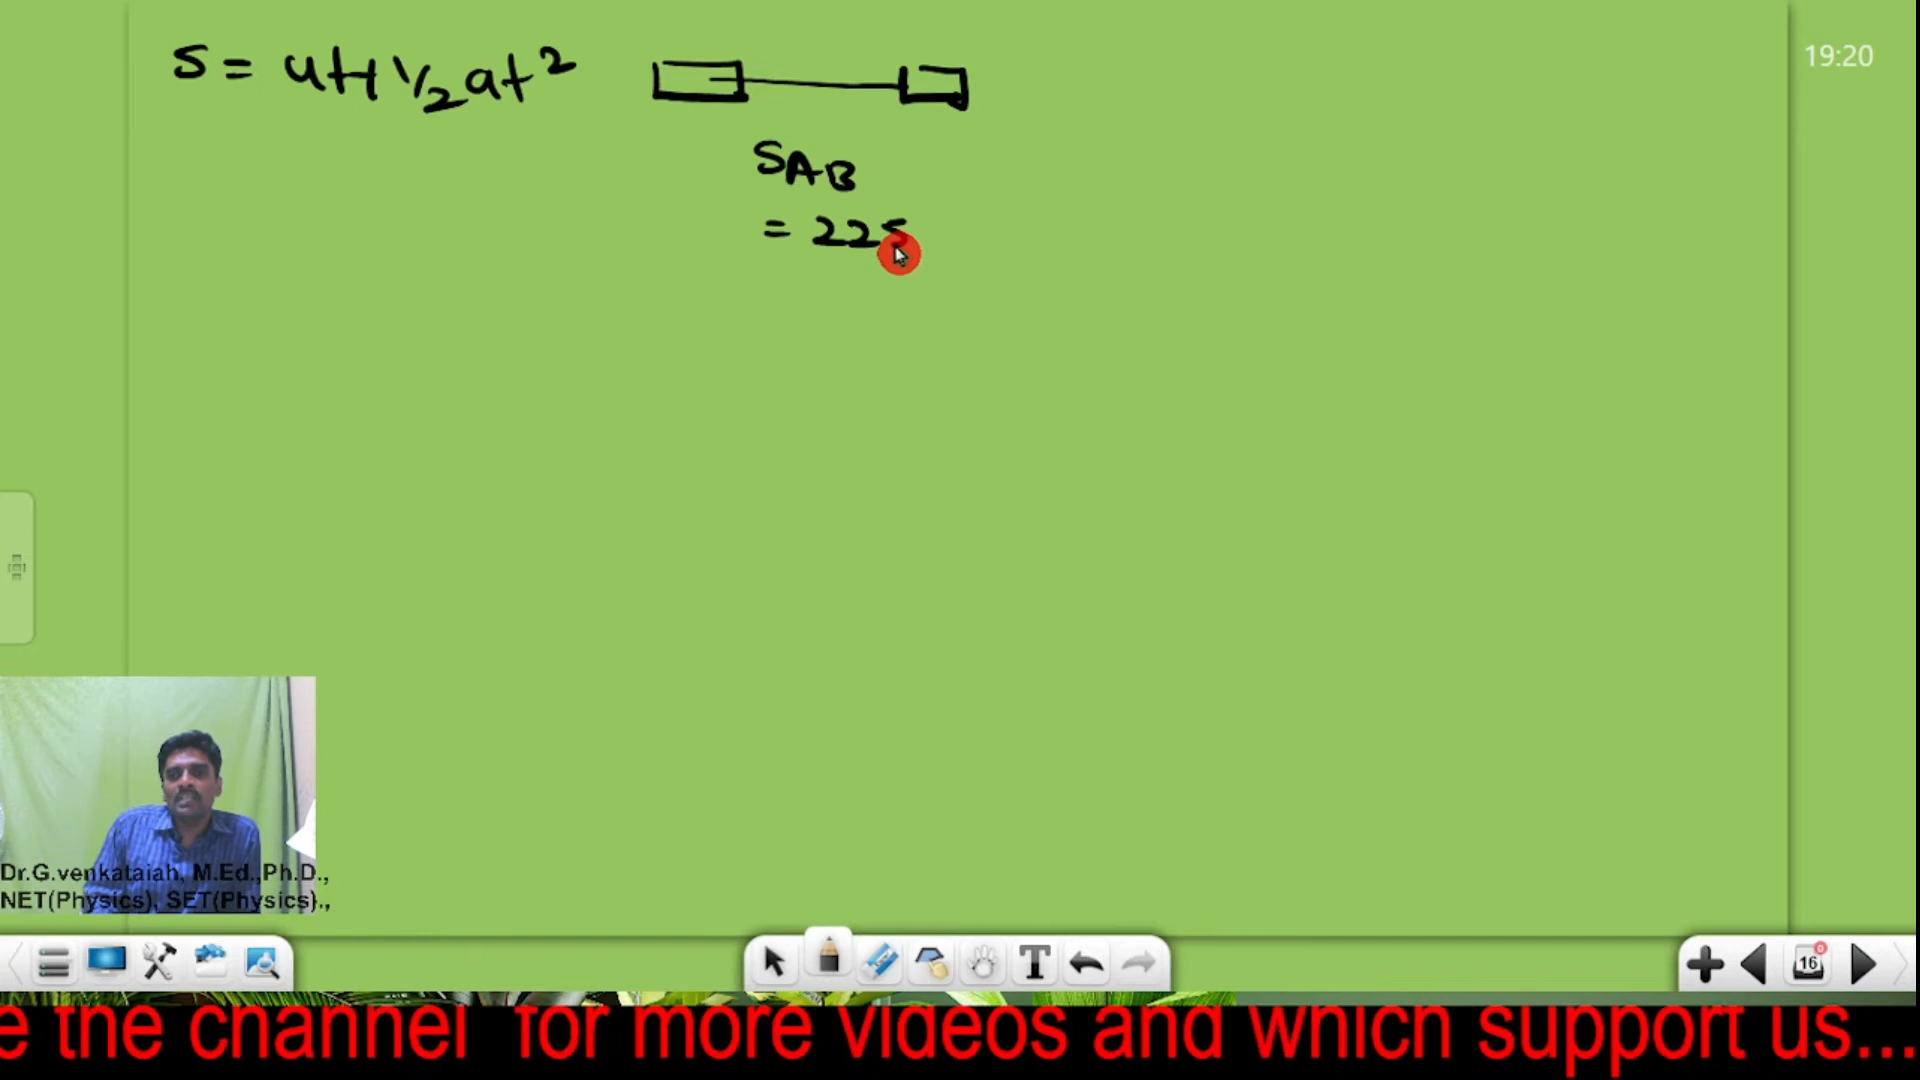 S = ut+1/2at²
19:20
SAB
= 225
Dr.G.venkataiah, M.Ed.,Ph.D.,
NET(Physics), SET(Physics).,
T
16
0
e the channel for more videos and which support us...